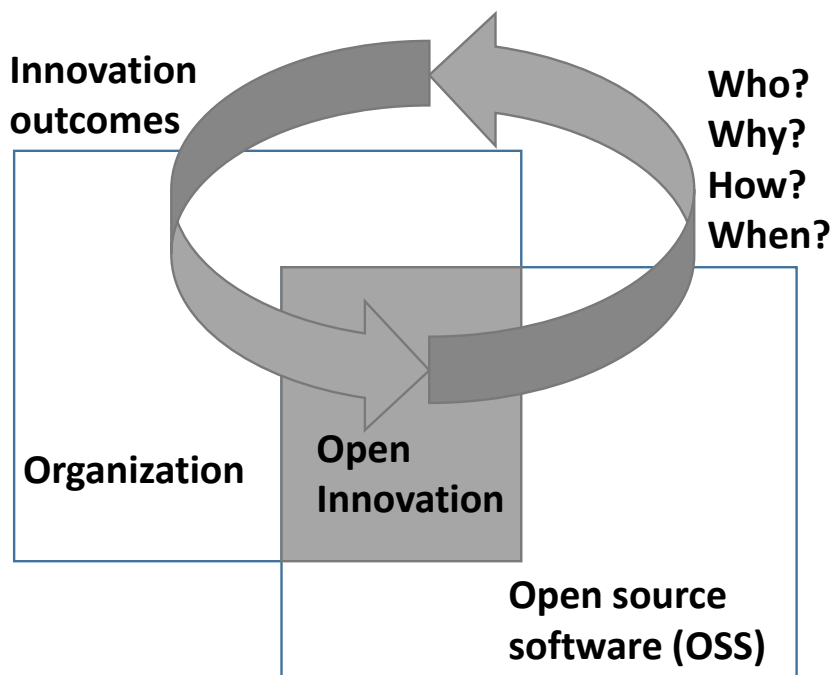 Innovation
outcomes
Who?
Why?
How?
When?
Organization
Open
Innovation
Open source
software (OSS)